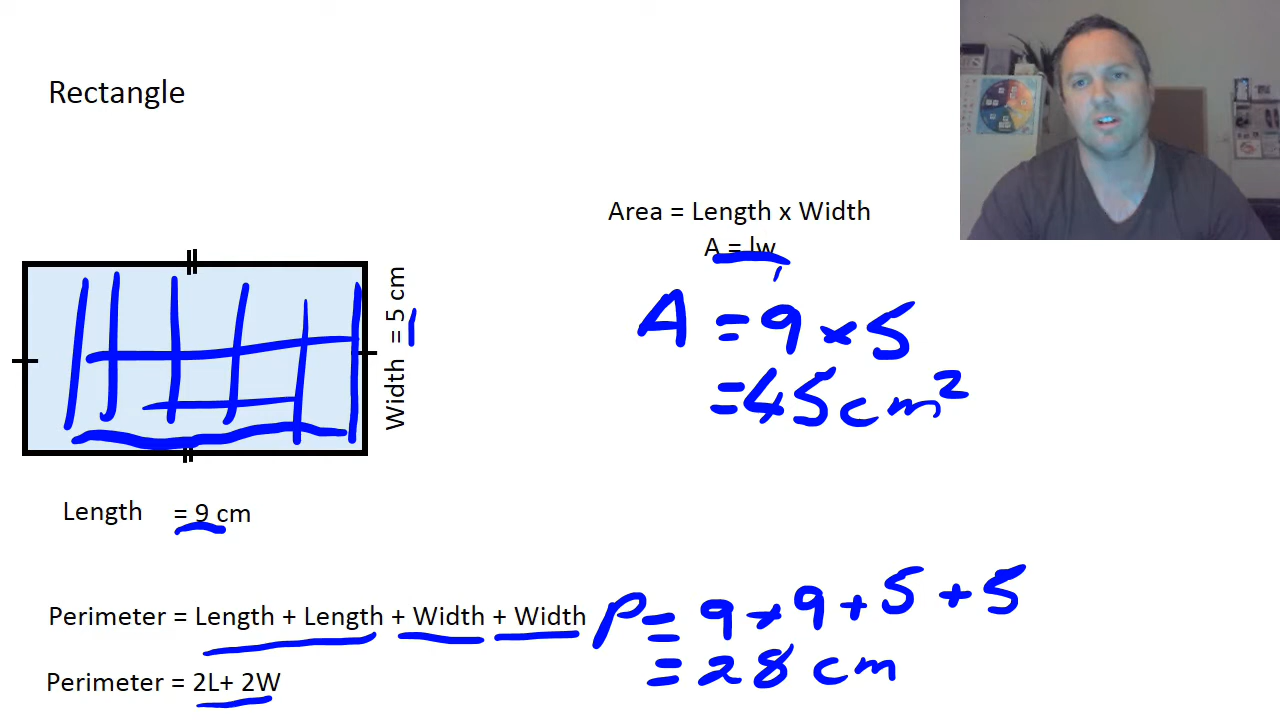 Rectangle
Area = Length x Width
A = lw
A = 9 × 5
= 45 cm²
Width = 5 cm
Length = 9 cm
Perimeter = Length + Length + Width + Width
P = 9 + 9 + 5 + 5
= 28 cm
Perimeter = 2L+ 2W